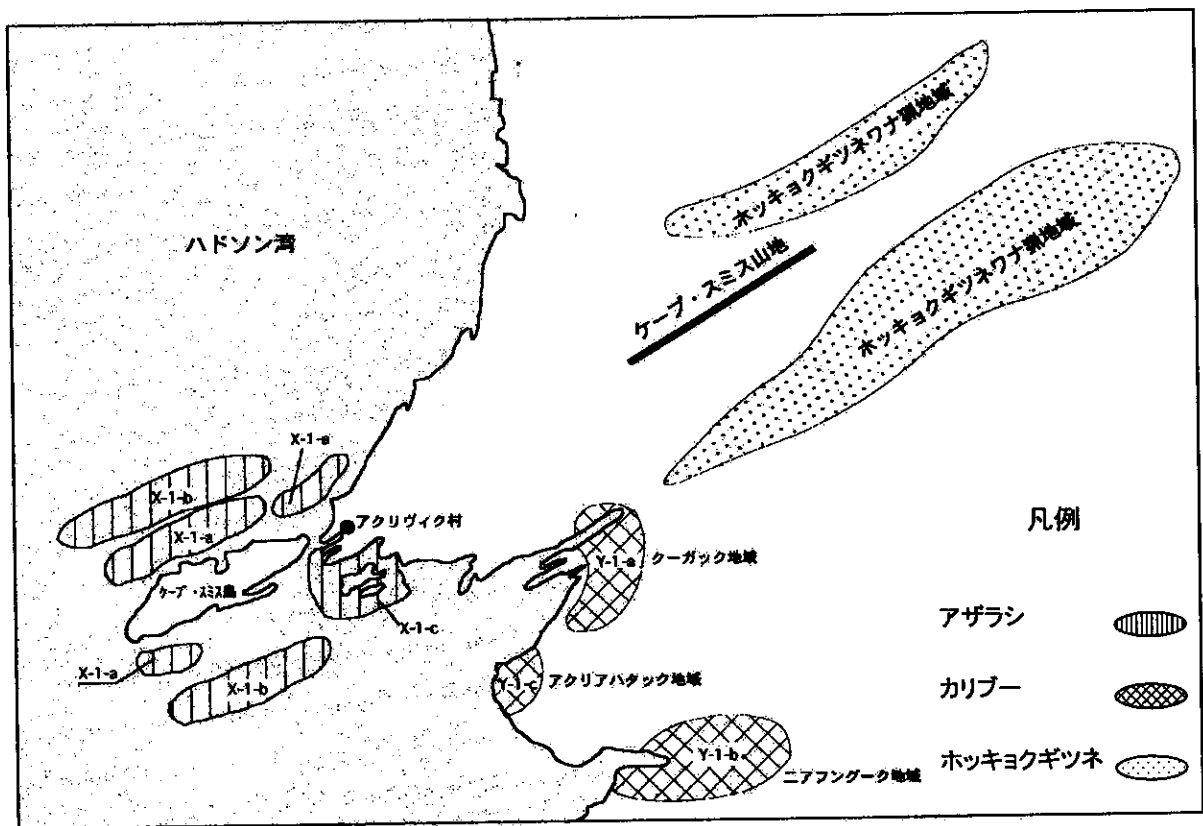 ホッキョクギツネワナ猟地域
ハドソン湾
ケープ・スミス山地
ホッキョクギツネワナ猟地域
X-1-a
X-1-b
X-1-a
アクリヴィク村
凡例
Y-1-a
クーガック地域
ケープ・スミス島
X-1-c
アザラシ
X-1-a
X-1-b
Y-1-c
アクリアハタック地域
カリブー
Y-1-b
ニアフングーク地域
ホッキョクギツネ